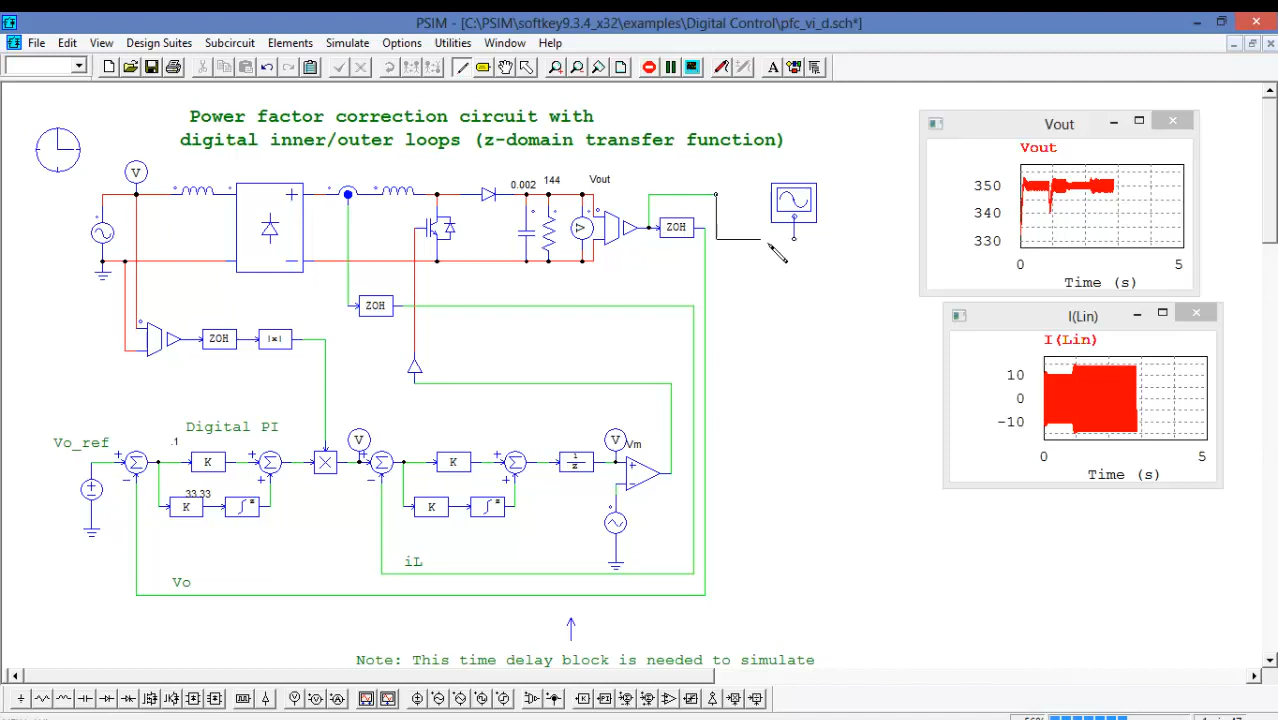 PSIM - [C:\PSIM\softkey9.3.4_x32\examples\Digital Control\pfc_vi_d.sch*]
File Edit View Design Suites Subcircuit Elements Simulate Options Utilities Window Help
A
Power factor correction circuit with
digital inner/outer loops (z-domain transfer function)
V
0.002 144 Vout
V
ZOH
ZOH
ZOH |x|
Digital PI
Vo_ref
.1
V
V Vm
K
K
1/z
33.33
K
K
iL
Vo
Note: This time delay block is needed to simulate
Vout
Vout
350
340
330
0 5
Time (s)
I(Lin)
I(Lin)
10
0
-10
0 5
Time (s)